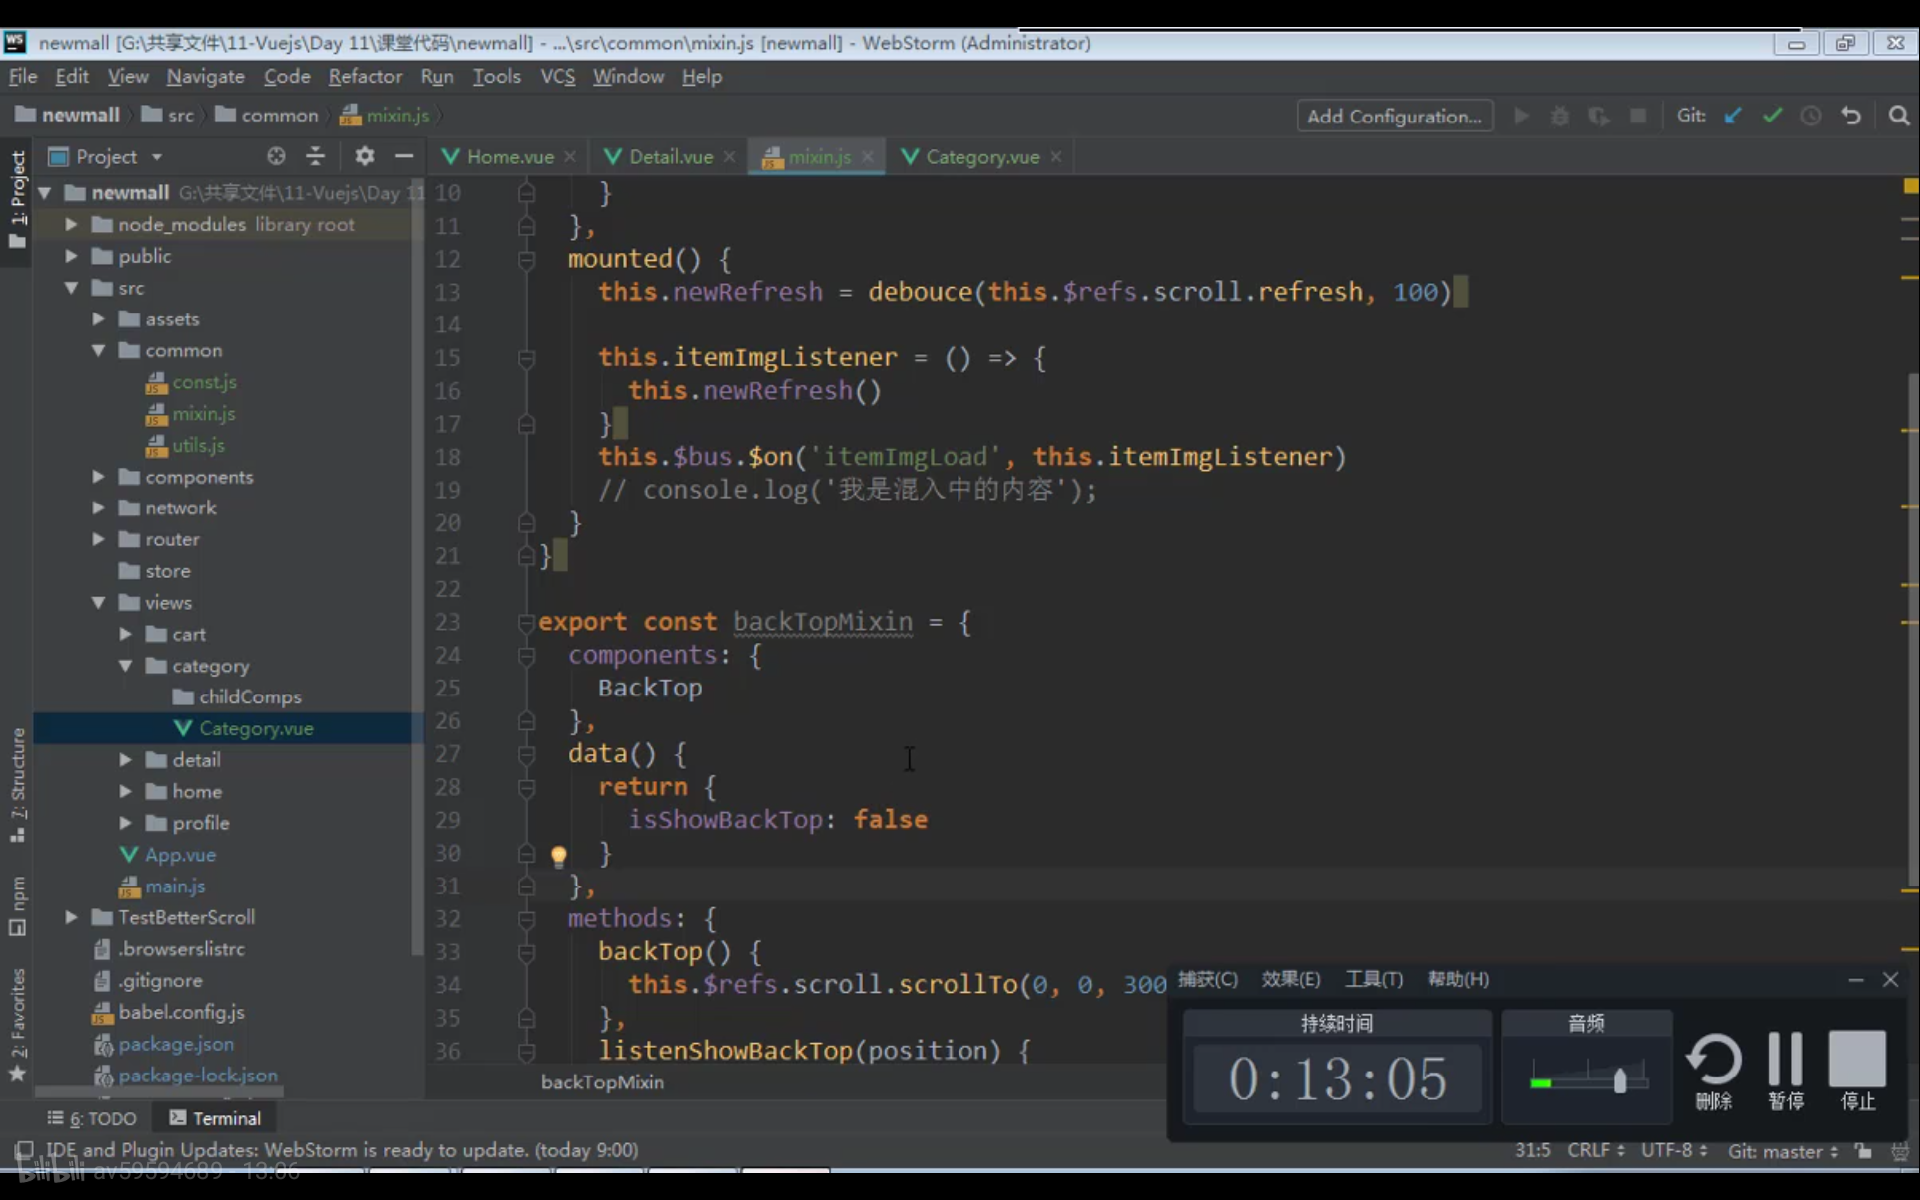 WS newmall [G:\共享文件\11-Vuejs\Day 11\课堂代码\newmall] - ...\src\common\mixin.js [newmall] - WebStorm (Administrator)
File Edit View Navigate Code Refactor Run Tools VCS Window Help
newmall src common mixin.js Add Configuration... Git:
1: Project
Project
Home.vue Detail.vue mixin.js Category.vue
newmall G:\共享文件\11-Vuejs\Day 11
node_modules library root
public
src
assets
common
const.js
mixin.js
utils.js
components
network
router
store
views
cart
category
childComps
Category.vue
detail
home
profile
App.vue
main.js
TestBetterScroll
.browserslistrc
.gitignore
babel.config.js
package.json
package-lock.json
7: Structure
npm
2: Favorites
10 }
11 },
12 mounted() {
13 this.newRefresh = debouce(this.$refs.scroll.refresh, 100)
14
15 this.itemImgListener = () => {
16 this.newRefresh()
17 }
18 this.$bus.$on('itemImgLoad', this.itemImgListener)
19 // console.log('我是混入中的内容');
20 }
21 }
22
23 export const backTopMixin = {
24 components: {
25 BackTop
26 },
27 data() {
28 return {
29 isShowBackTop: false
30 }
31 },
32 methods: {
33 backTop() {
34 this.$refs.scroll.scrollTo(0, 0, 300
35 },
36 listenShowBackTop(position) {
backTopMixin
捕获(C) 效果(E) 工具(T) 帮助(H)
持续时间
0:13:05
音频
删除 暂停 停止
6: TODO Terminal
IDE and Plugin Updates: WebStorm is ready to update. (today 9:00)
31:5 CRLF UTF-8 Git: master
bilibili av59594689 - 13:06